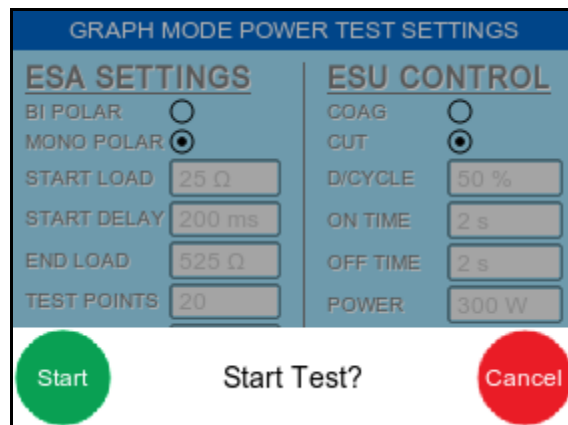 GRAPH MODE POWER TEST SETTINGS
ESA SETTINGS
BI POLAR
MONO POLAR
START LOAD 25 Ω
START DELAY 200 ms
END LOAD 525 Ω
TEST POINTS 20
ESU CONTROL
COAG
CUT
D/CYCLE 50 %
ON TIME 2 s
OFF TIME 2 s
POWER 300 W
Start
Start Test?
Cancel